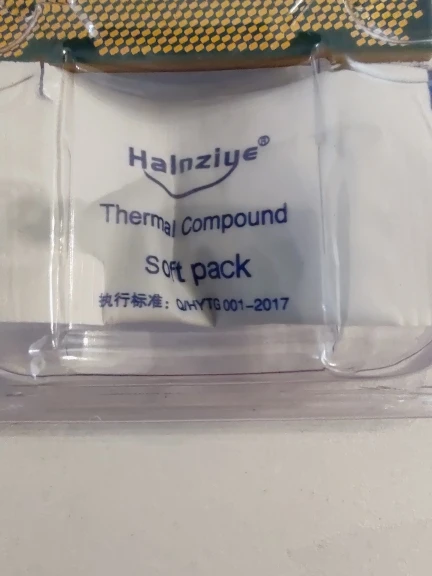 Halnziye®
Thermal Compound
Soft pack
执行标准：Q/HYTG 001-2017